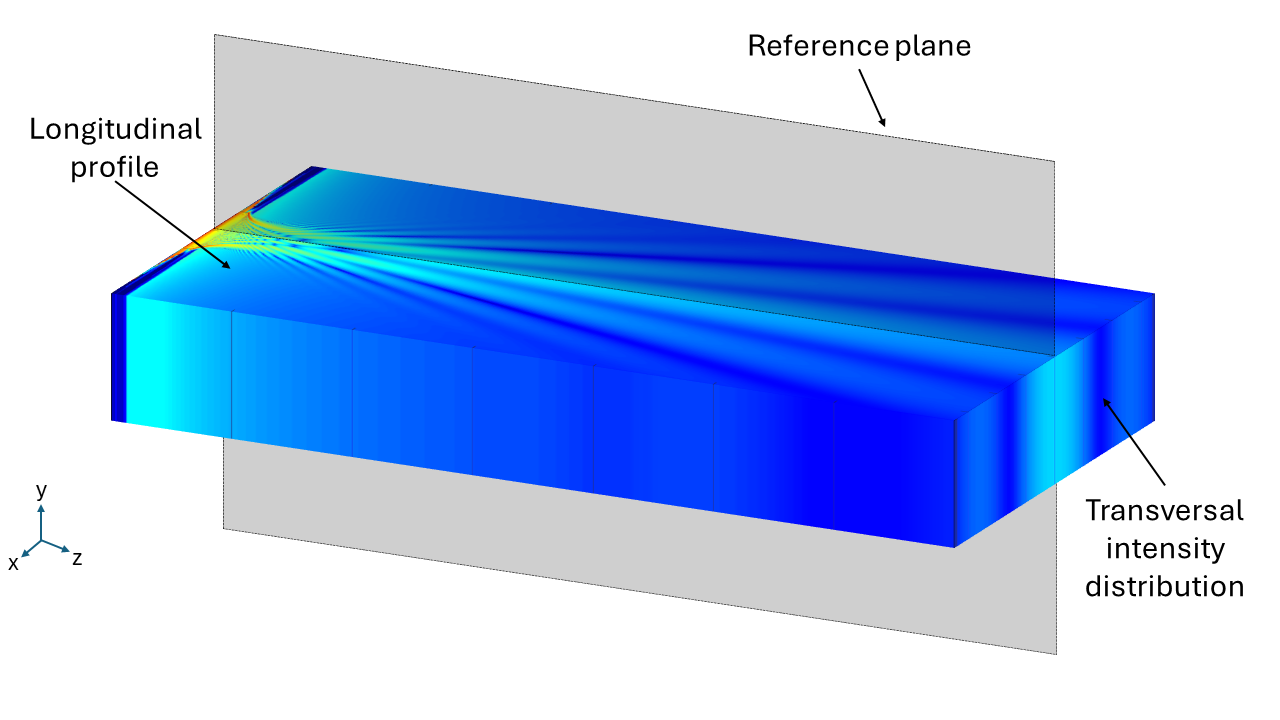 Reference plane
Longitudinal
profile
y
x
z
Transversal
intensity
distribution